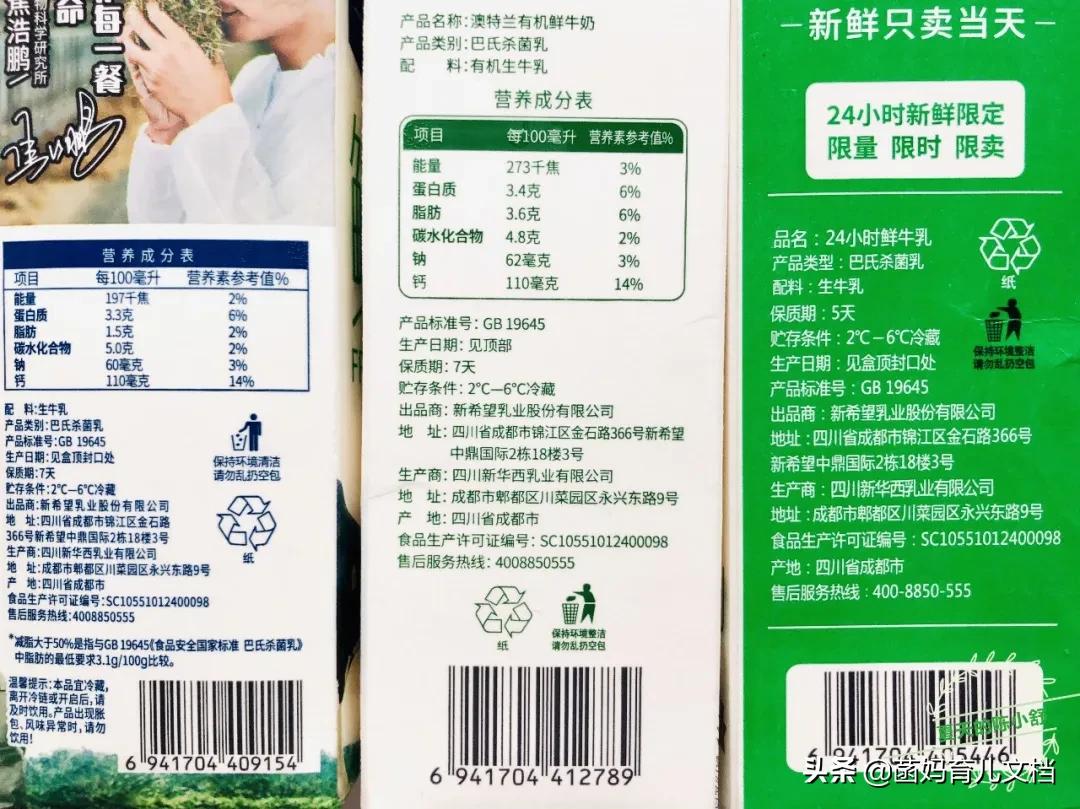 每一餐
命
物科学研究所
焦浩鹏
营养成分表
项目 每100毫升 营养素参考值%
能量 197千焦 2%
蛋白质 3.3克 6%
脂肪 1.5克 2%
碳水化合物 5.0克 2%
钠 60毫克 3%
钙 110毫克 14%
配 料:生牛乳
产品类别:巴氏杀菌乳
产品标准号:GB 19645
生产日期:见盒顶封口处
保质期:7天
贮存条件:2℃—6℃冷藏
出品商:新希望乳业股份有限公司
地 址:四川省成都市锦江区金石路
366号新希望中鼎国际2栋18楼3号
生产商:四川新华西乳业有限公司
地 址:成都市郫都区川菜园区永兴东路9号
产 地:四川省成都市
食品生产许可证编号:SC10551012400098
售后服务热线:4008850555
保持环境清洁
请勿乱扔空包
纸
*减脂大于50%是指与GB 19645《食品安全国家标准 巴氏杀菌乳》
中脂肪的最低要求3.1g/100g比较。
温馨提示:本品宜冷藏,
离开冷链或开启后,请
及时饮用。产品出现胀
包、风味异常时,请勿
饮用!
6 941704 409154
产品名称:澳特兰有机鲜牛奶
产品类别:巴氏杀菌乳
配 料:有机生牛乳
营养成分表
项目 每100毫升 营养素参考值%
能量 273千焦 3%
蛋白质 3.4克 6%
脂肪 3.6克 6%
碳水化合物 4.8克 2%
钠 62毫克 3%
钙 110毫克 14%
产品标准号:GB 19645
生产日期:见顶部
保质期:7天
贮存条件:2℃—6℃冷藏
出品商:新希望乳业股份有限公司
地 址:四川省成都市锦江区金石路366号新希望
中鼎国际2栋18楼3号
生产商:四川新华西乳业有限公司
地 址:成都市郫都区川菜园区永兴东路9号
产 地:四川省成都市
食品生产许可证编号:SC10551012400098
售后服务热线:4008850555
纸
保持环境整洁
请勿乱扔空包
6 941704 412789
—新鲜只卖当天—
24小时新鲜限定
限量 限时 限卖
品名:24小时鲜牛乳
产品类型:巴氏杀菌乳
配料:生牛乳
保质期:5天
贮存条件:2℃－6℃冷藏
生产日期:见盒顶封口处
产品标准号:GB 19645
出品商:新希望乳业股份有限公司
地址:四川省成都市锦江区金石路366号
新希望中鼎国际2栋18楼3号
生产商:四川新华西乳业有限公司
地址:成都市郫都区川菜园区永兴东路9号
食品生产许可证编号:SC10551012400098
产地:四川省成都市
售后服务热线:400-8850-555
纸
保持环境整洁
请勿乱扔空包
夏天的陈小舒
6 941704 405446
头条 @菌妈育儿文档